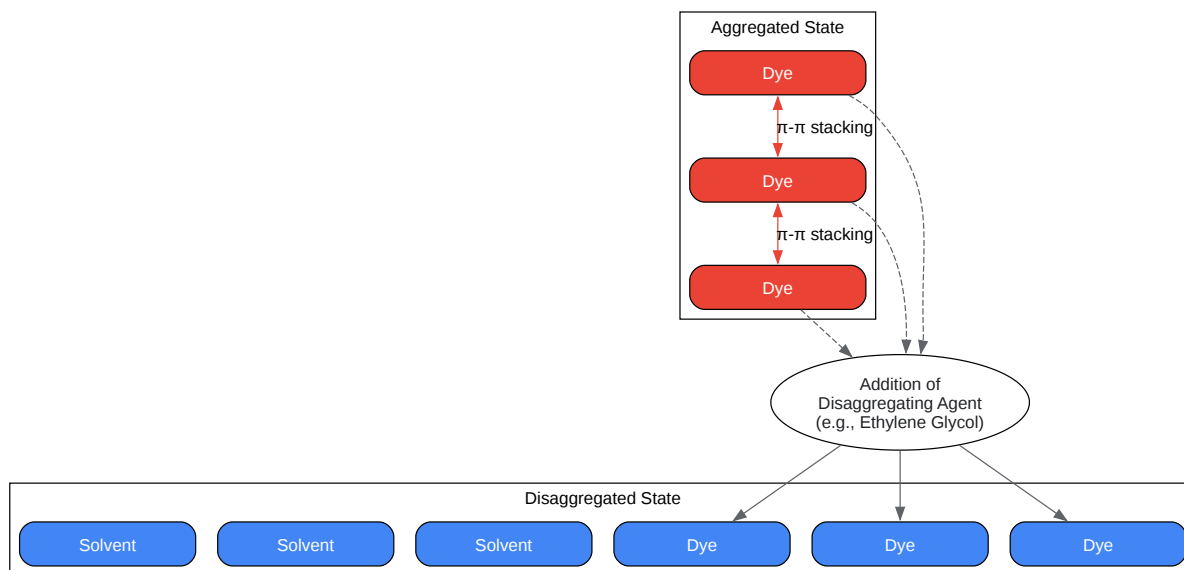 Aggregated State
Dye
π-π stacking
Dye
π-π stacking
Dye
Addition of
Disaggregating Agent
(e.g., Ethylene Glycol)
Disaggregated State
Solvent
Solvent
Solvent
Dye
Dye
Dye